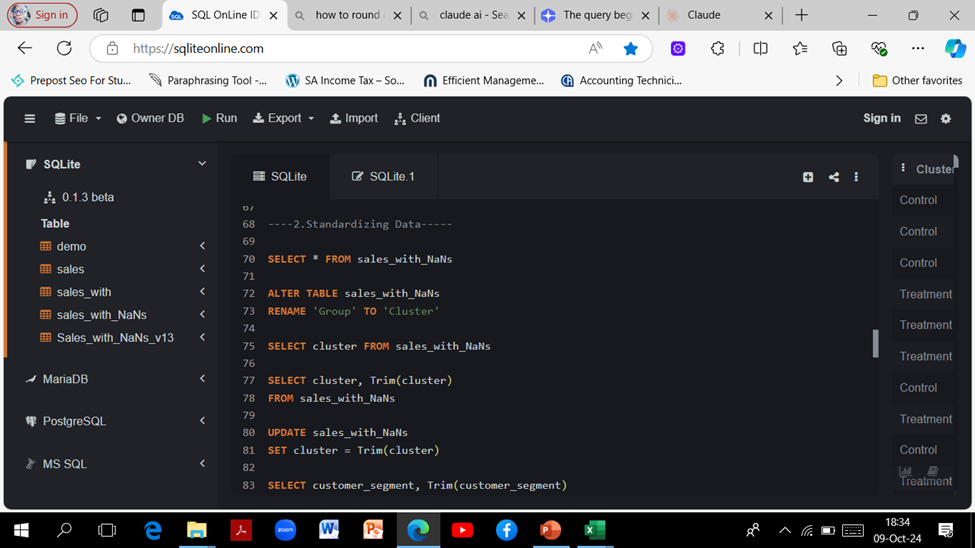 Sign in
SQL OnLine ID
how to round
claude ai - Sea
The query beg
Claude
https://sqliteonline.com
Prepost Seo For Stu...
Paraphrasing Tool -...
SA Income Tax – So...
Efficient Manageme...
Accounting Technici...
Other favorites
File
Owner DB
Run
Export
Import
Client
Sign in
SQLite
0.1.3 beta
Table
demo
sales
sales_with
sales_with_NaNs
Sales_with_NaNs_v13
MariaDB
PostgreSQL
MS SQL
SQLite
SQLite.1
67
68 ----2.Standardizing Data-----
69
70 SELECT * FROM sales_with_NaNs
71
72 ALTER TABLE sales_with_NaNs
73 RENAME 'Group' TO 'Cluster'
74
75 SELECT cluster FROM sales_with_NaNs
76
77 SELECT cluster, Trim(cluster)
78 FROM sales_with_NaNs
79
80 UPDATE sales_with_NaNs
81 SET cluster = Trim(cluster)
82
83 SELECT customer_segment, Trim(customer_segment)
Cluster
Control
Control
Control
Treatment
Treatment
Treatment
Control
Treatment
Control
Treatment
zoom
18:34
09-Oct-24